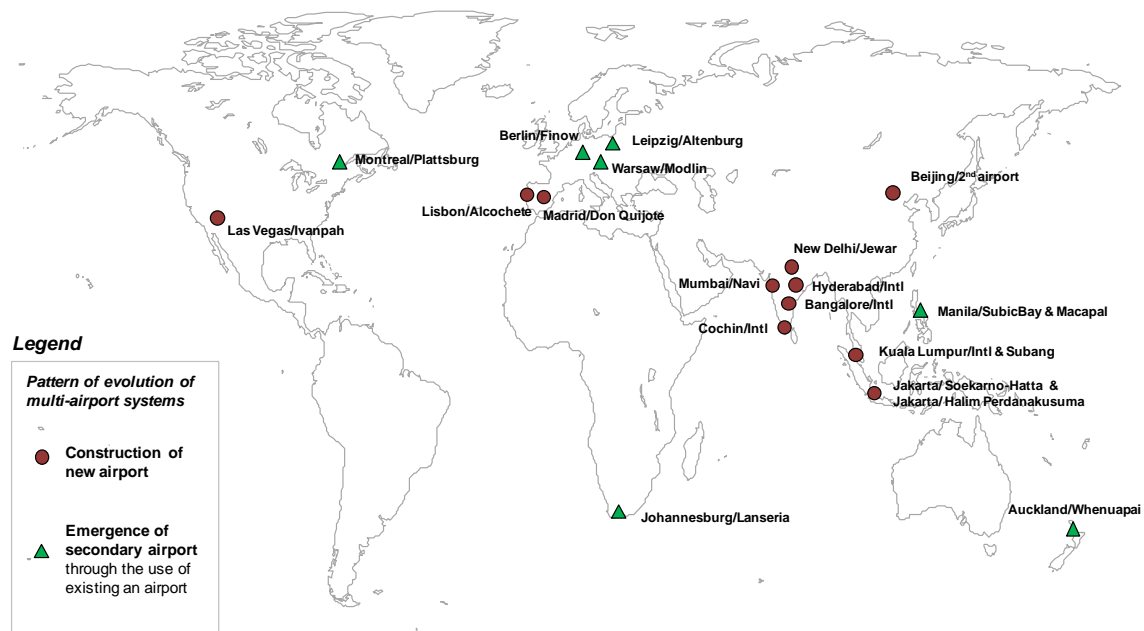 Berlin/Finow
Leipzig/Altenburg
Montreal/Plattsburg
Warsaw/Modlin
Beijing/2nd airport
Lisbon/Alcochete
Madrid/Don Quijote
Las Vegas/Ivanpah
New Delhi/Jewar
Mumbai/Navi
Hyderabad/Intl
Bangalore/Intl
Manila/SubicBay & Macapal
Cochin/Intl
Kuala Lumpur/Intl & Subang
Jakarta/Soekarno-Hatta &
Jakarta/Halim Perdanakusuma
Johannesburg/Lanseria
Auckland/Whenuapai
Legend
Pattern of evolution of
multi-airport systems
Construction of
new airport
Emergence of
secondary airport
through the use of
existing an airport